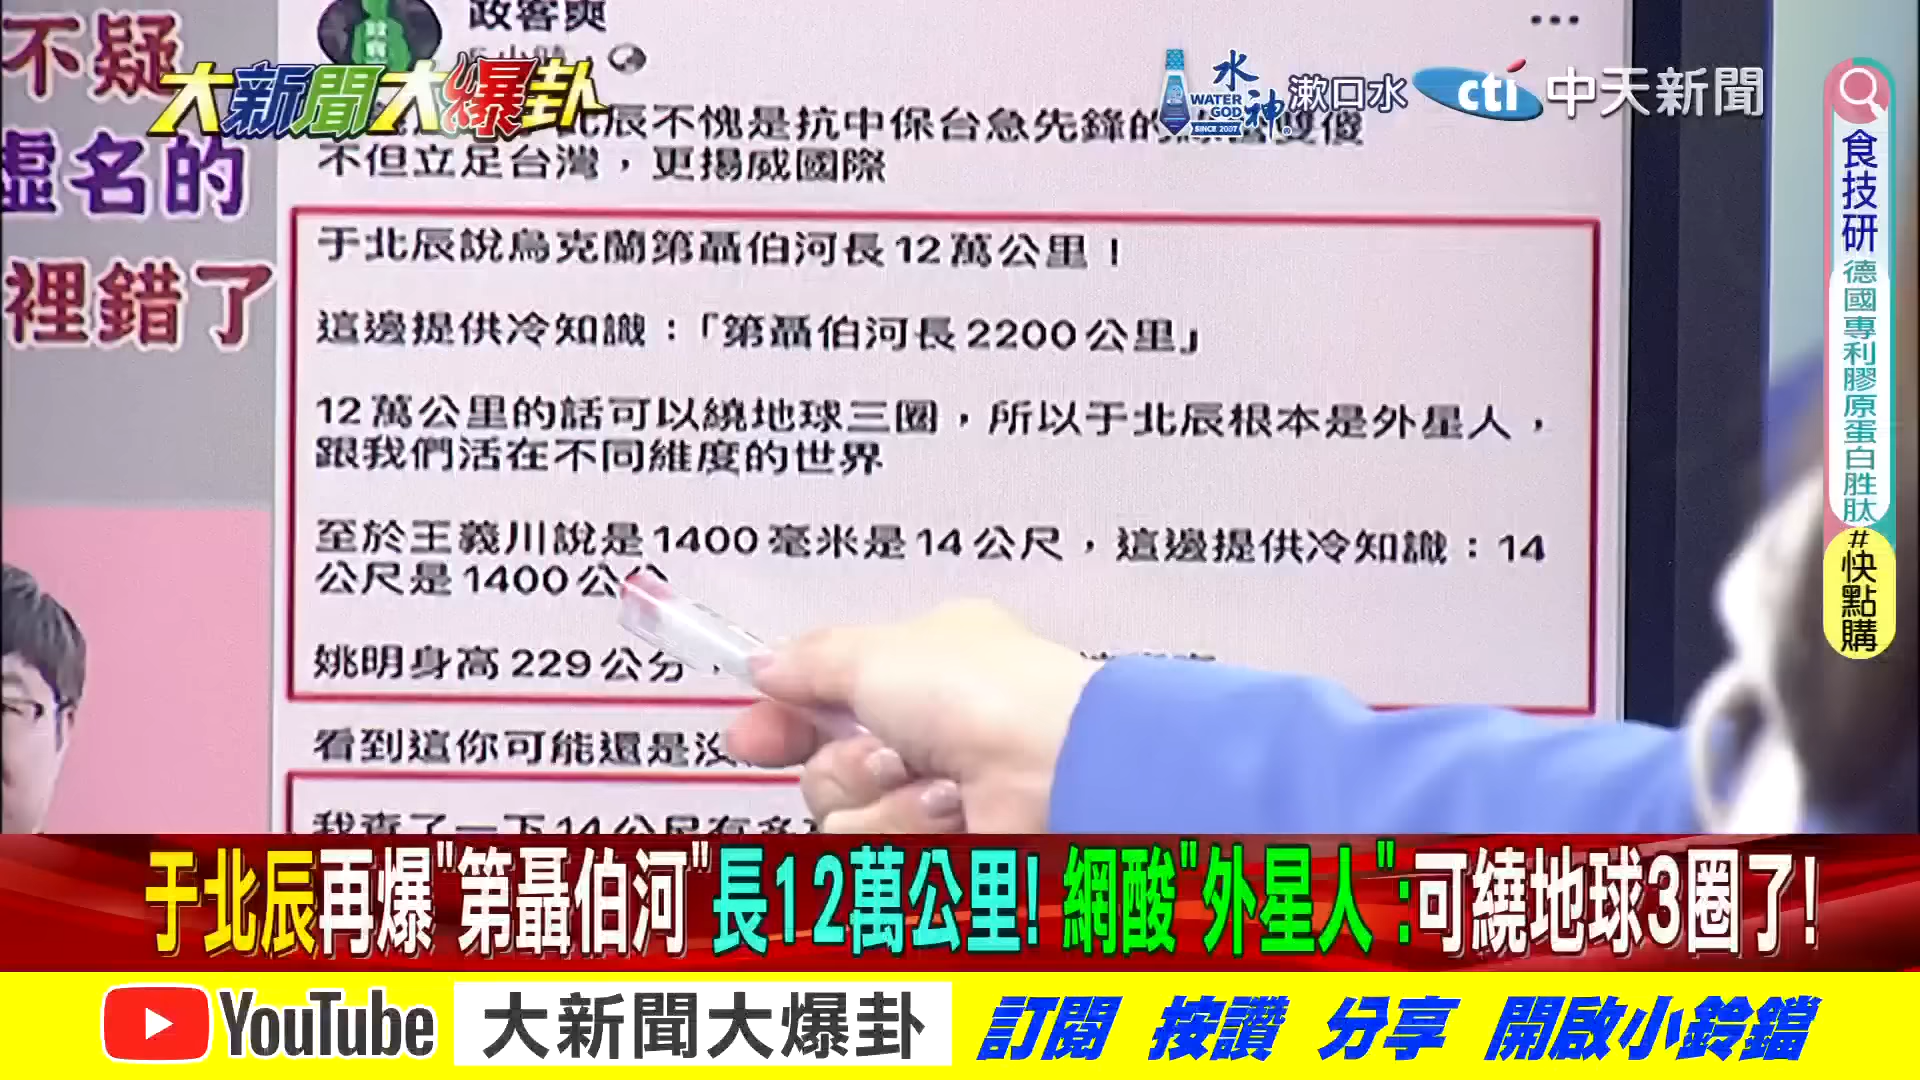 不疑
虛名的
裡錯了
政客爽
大新聞大爆卦
辰不愧是抗中保台急先鋒的
不但立足台灣，更揚威國際
于北辰說烏克蘭第聶伯河長12萬公里！
這邊提供冷知識：「第聶伯河長2200公里」
12萬公里的話可以繞地球三圈，所以于北辰根本是外星人，
跟我們活在不同維度的世界
至於王義川說是1400毫米是14公尺，這邊提供冷知識：14
公尺是1400公分
姚明身高229公分，
看到這你可能還是沒
我查了一下14公尺有多
水神
WATER GOD
SINCE 2007
漱口水
cti 中天新聞
食技研
德國專利膠原蛋白胜肽
#快點購
于北辰再爆"第聶伯河"長12萬公里! 網酸"外星人":可繞地球3圈了!
YouTube 大新聞大爆卦 訂閱 按讚 分享 開啟小鈴鐺